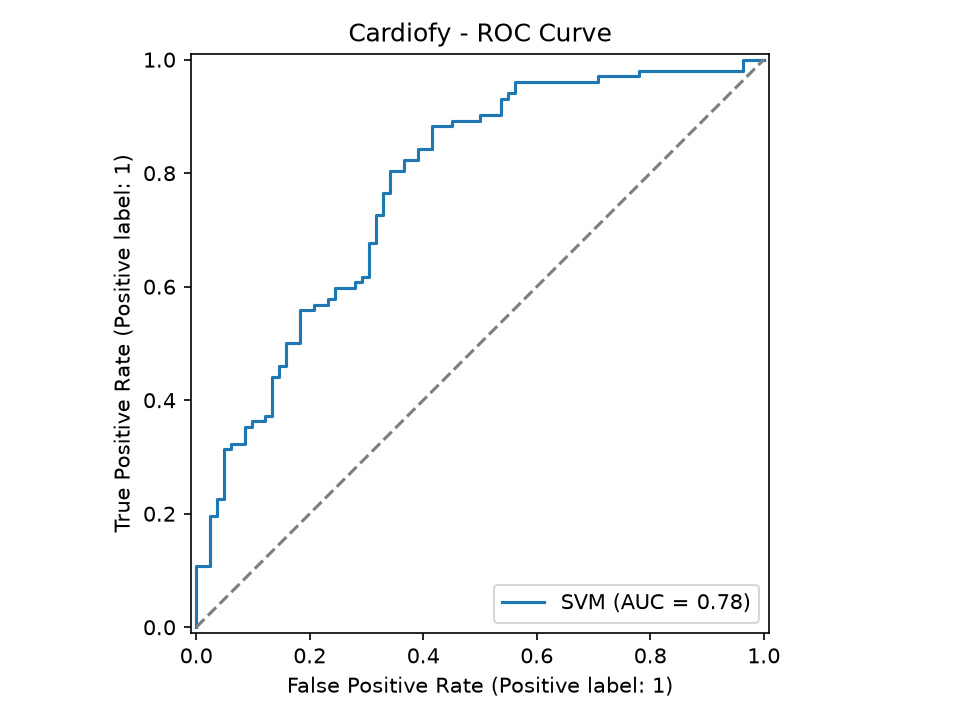 Cardiofy - ROC Curve
1.0
0.8
0.6
0.4
0.2
0.0
True Positive Rate (Positive label: 1)
SVM (AUC = 0.78)
0.0 0.2 0.4 0.6 0.8 1.0
False Positive Rate (Positive label: 1)